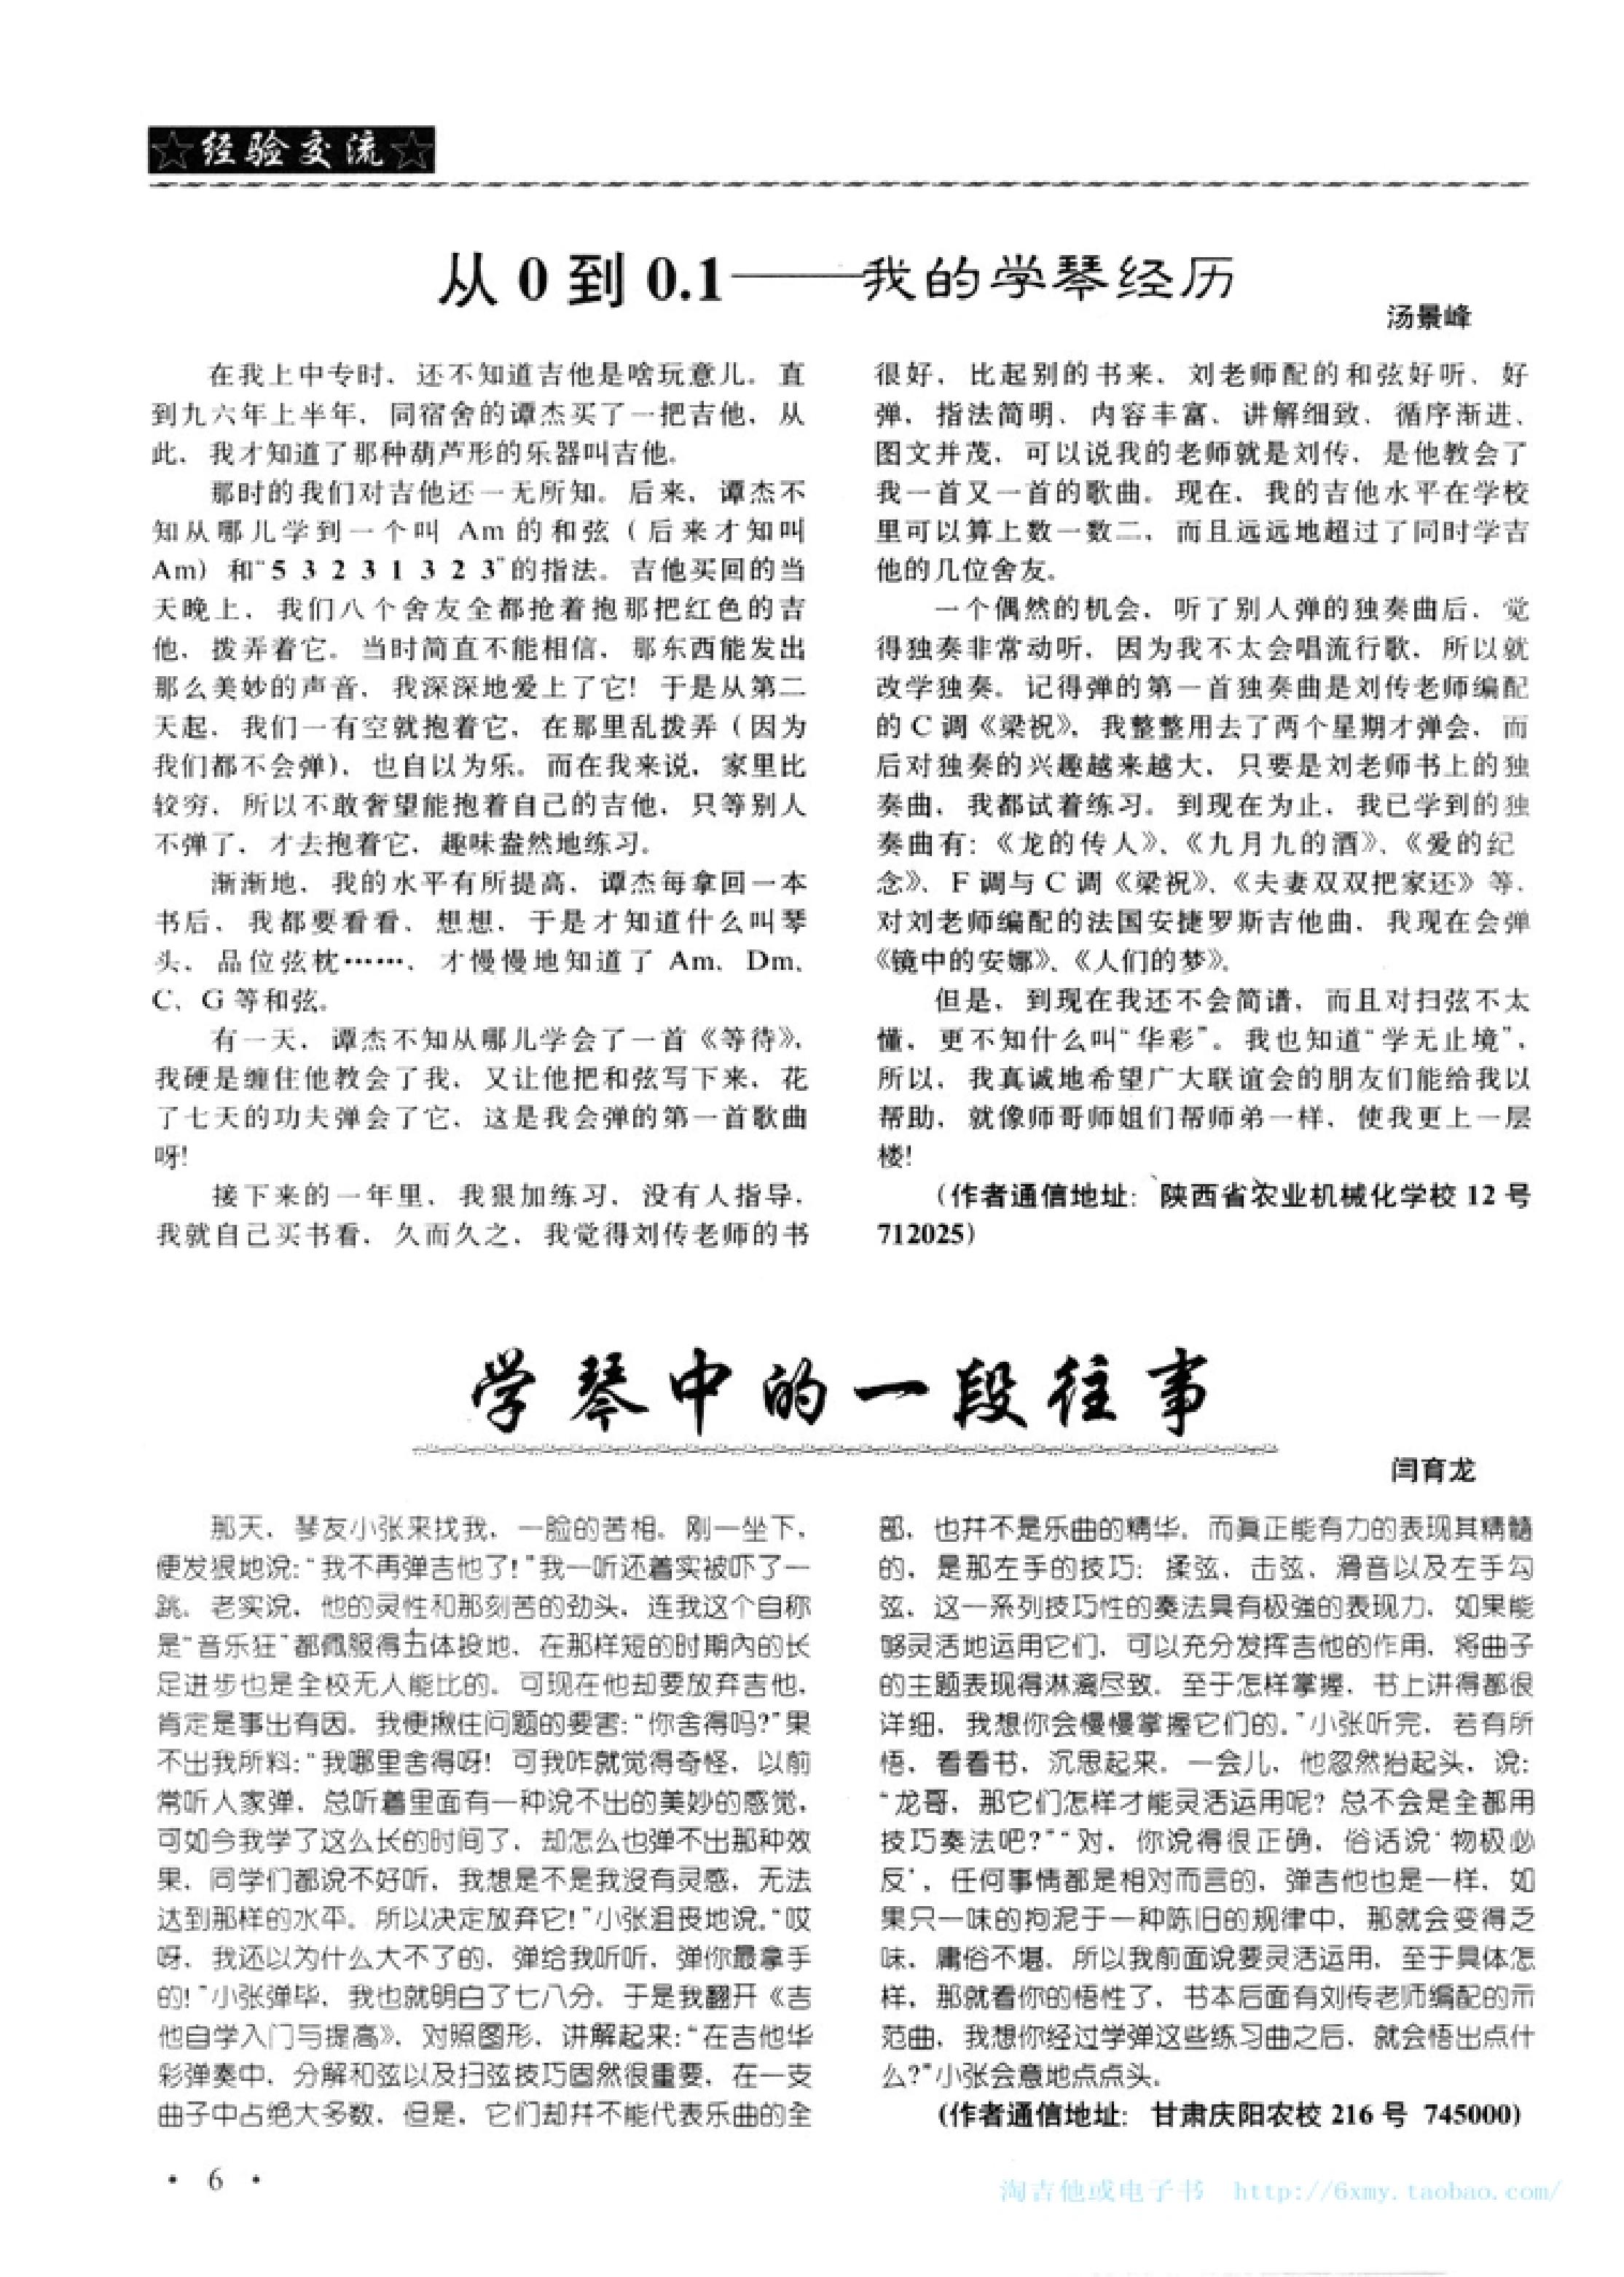 ☆经验交流☆
从 0 到 0.1——我的学琴经历
汤景峰
在我上中专时，还不知道吉他是啥玩意儿。直
到九六年上半年，同宿舍的谭杰买了一把吉他，从
此，我才知道了那种葫芦形的乐器叫吉他。
那时的我们对吉他还一无所知。后来，谭杰不
知从哪儿学到一个叫 Am 的和弦（后来才知叫
Am）和“5 3 2 3 1 3 2 3”的指法。吉他买回的当
天晚上，我们八个舍友全都抢着抱那把红色的吉
他，拨弄着它。当时简直不能相信，那东西能发出
那么美妙的声音，我深深地爱上了它！于是从第二
天起，我们一有空就抱着它，在那里乱拨弄（因为
我们都不会弹），也自以为乐。而在我来说，家里比
较穷，所以不敢奢望能抱着自己的吉他，只等别人
不弹了，才去抱着它，趣味盎然地练习。
渐渐地，我的水平有所提高，谭杰每拿回一本
书后，我都要看看、想想，于是才知道什么叫琴
头、品位弦枕……，才慢慢地知道了 Am、Dm、
C、G 等和弦。
有一天，谭杰不知从哪儿学会了一首《等待》，
我硬是缠住他教会了我，又让他把和弦写下来，花
了七天的功夫弹会了它，这是我会弹的第一首歌曲
呀！
接下来的一年里，我狠加练习，没有人指导，
我就自己买书看，久而久之，我觉得刘传老师的书
很好，比起别的书来，刘老师配的和弦好听、好
弹，指法简明、内容丰富、讲解细致、循序渐进、
图文并茂，可以说我的老师就是刘传，是他教会了
我一首又一首的歌曲。现在，我的吉他水平在学校
里可以算上数一数二，而且远远地超过了同时学吉
他的几位舍友。
一个偶然的机会，听了别人弹的独奏曲后，觉
得独奏非常动听，因为我不太会唱流行歌，所以就
改学独奏。记得弹的第一首独奏曲是刘传老师编配
的 C 调《梁祝》，我整整用去了两个星期才弹会，而
后对独奏的兴趣越来越大，只要是刘老师书上的独
奏曲，我都试着练习。到现在为止，我已学到的独
奏曲有：《龙的传人》、《九月九的酒》、《爱的纪
念》、F 调与 C 调《梁祝》、《夫妻双双把家还》等，
对刘老师编配的法国安捷罗斯吉他曲，我现在会弹
《镜中的安娜》、《人们的梦》。
但是，到现在我还不会简谱，而且对扫弦不太
懂，更不知什么叫“华彩”。我也知道“学无止境”，
所以，我真诚地希望广大联谊会的朋友们能给我以
帮助，就像师哥师姐们帮师弟一样，使我更上一层
楼！
（作者通信地址：陕西省农业机械化学校 12 号
712025）
学琴中的一段往事
闫育龙
那天，琴友小张来找我，一脸的苦相。刚一坐下，
便发狠地说：“我不再弹吉他了！”我一听还着实被吓了一
跳。老实说，他的灵性和那刻苦的劲头，连我这个自称
是“音乐狂”都佩服得五体投地，在那样短的时期内的长
足进步也是全校无人能比的。可现在他却要放弃吉他，
肯定是事出有因。我便揪住问题的要害：“你舍得吗？”果
不出我所料：“我哪里舍得呀！可我咋就觉得奇怪，以前
常听人家弹，总听着里面有一种说不出的美妙的感觉，
可如今我学了这么长的时间了，却怎么也弹不出那种效
果，同学们都说不好听，我想是不是我没有灵感，无法
达到那样的水平。所以决定放弃它！”小张沮丧地说。“哎
呀，我还以为什么大不了的，弹给我听听，弹你最拿手
的！”小张弹毕，我也就明白了七八分。于是我翻开《吉
他自学入门与提高》，对照图形，讲解起来：“在吉他华
彩弹奏中，分解和弦以及扫弦技巧固然很重要，在一支
曲子中占绝大多数，但是，它们却并不能代表乐曲的全
部，也并不是乐曲的精华。而真正能有力的表现其精髓
的，是那左手的技巧：揉弦、击弦、滑音以及左手勾
弦，这一系列技巧性的奏法具有极强的表现力，如果能
够灵活地运用它们，可以充分发挥吉他的作用，将曲子
的主题表现得淋漓尽致。至于怎样掌握，书上讲得都很
详细，我想你会慢慢掌握它们的。”小张听完，若有所
悟，看看书，沉思起来。一会儿，他忽然抬起头，说：
“龙哥，那它们怎样才能灵活运用呢？总不会是全都用
技巧奏法吧？”“对，你说得很正确，俗话说‘物极必
反’，任何事情都是相对而言的，弹吉他也是一样，如
果只一味的拘泥于一种陈旧的规律中，那就会变得乏
味，庸俗不堪。所以我前面说要灵活运用，至于具体怎
样，那就看你的悟性了，书本后面有刘传老师编配的示
范曲，我想你经过学弹这些练习曲之后，就会悟出点什
么？”小张会意地点点头。
（作者通信地址：甘肃庆阳农校 216 号 745000）
· 6 ·
淘吉他或电子书 http://6xmy.taobao.com/